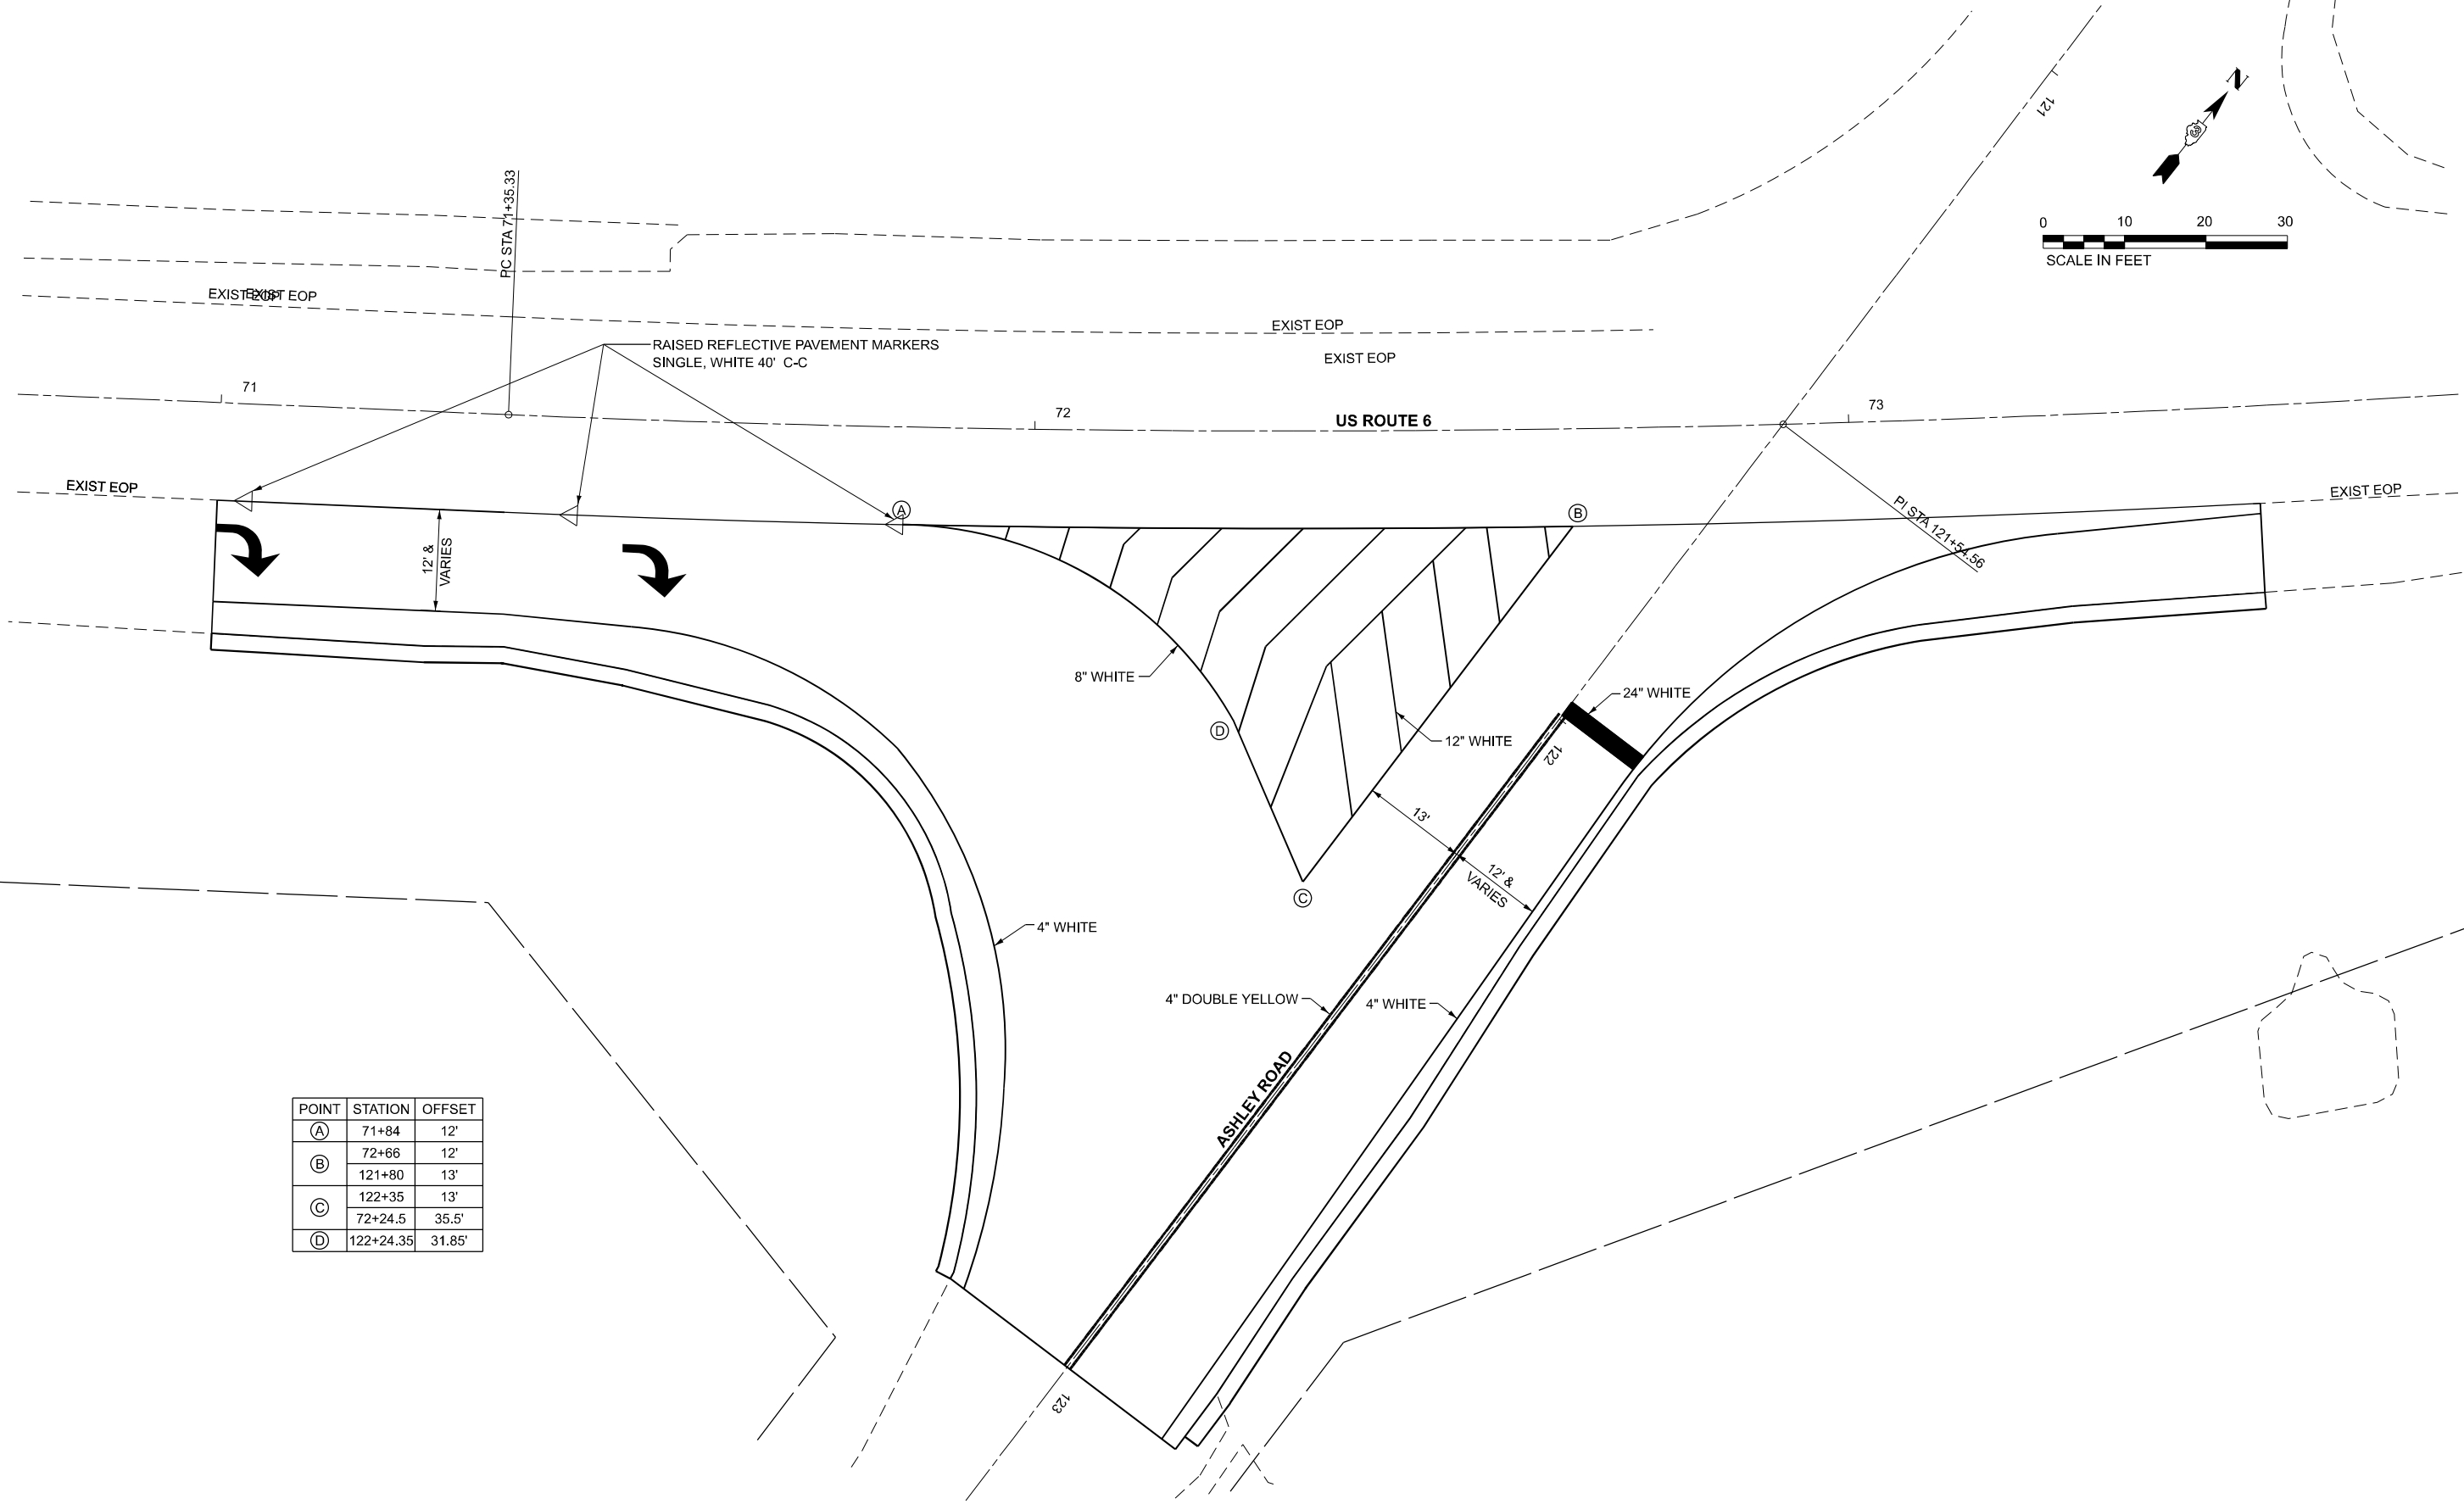 121
N
3
0 10 20 30
SCALE IN FEET
PC STA 71+35.33
EXIST EOP
EXIST EOP
EXIST EOP
EXIST EOP
RAISED REFLECTIVE PAVEMENT MARKERS
SINGLE, WHITE 40' C-C
71
72
US ROUTE 6
73
PI STA 121+54.56
EXIST EOP
EXIST EOP
A
B
12' &
VARIES
8" WHITE
24" WHITE
D
12" WHITE
122
13'
12' &
VARIES
C
4" WHITE
4" DOUBLE YELLOW
4" WHITE
ASHLEY ROAD
123
POINT STATION OFFSET
A 71+84 12'
B 72+66 12'
121+80 13'
C 122+35 13'
72+24.5 35.5'
D 122+24.35 31.85'